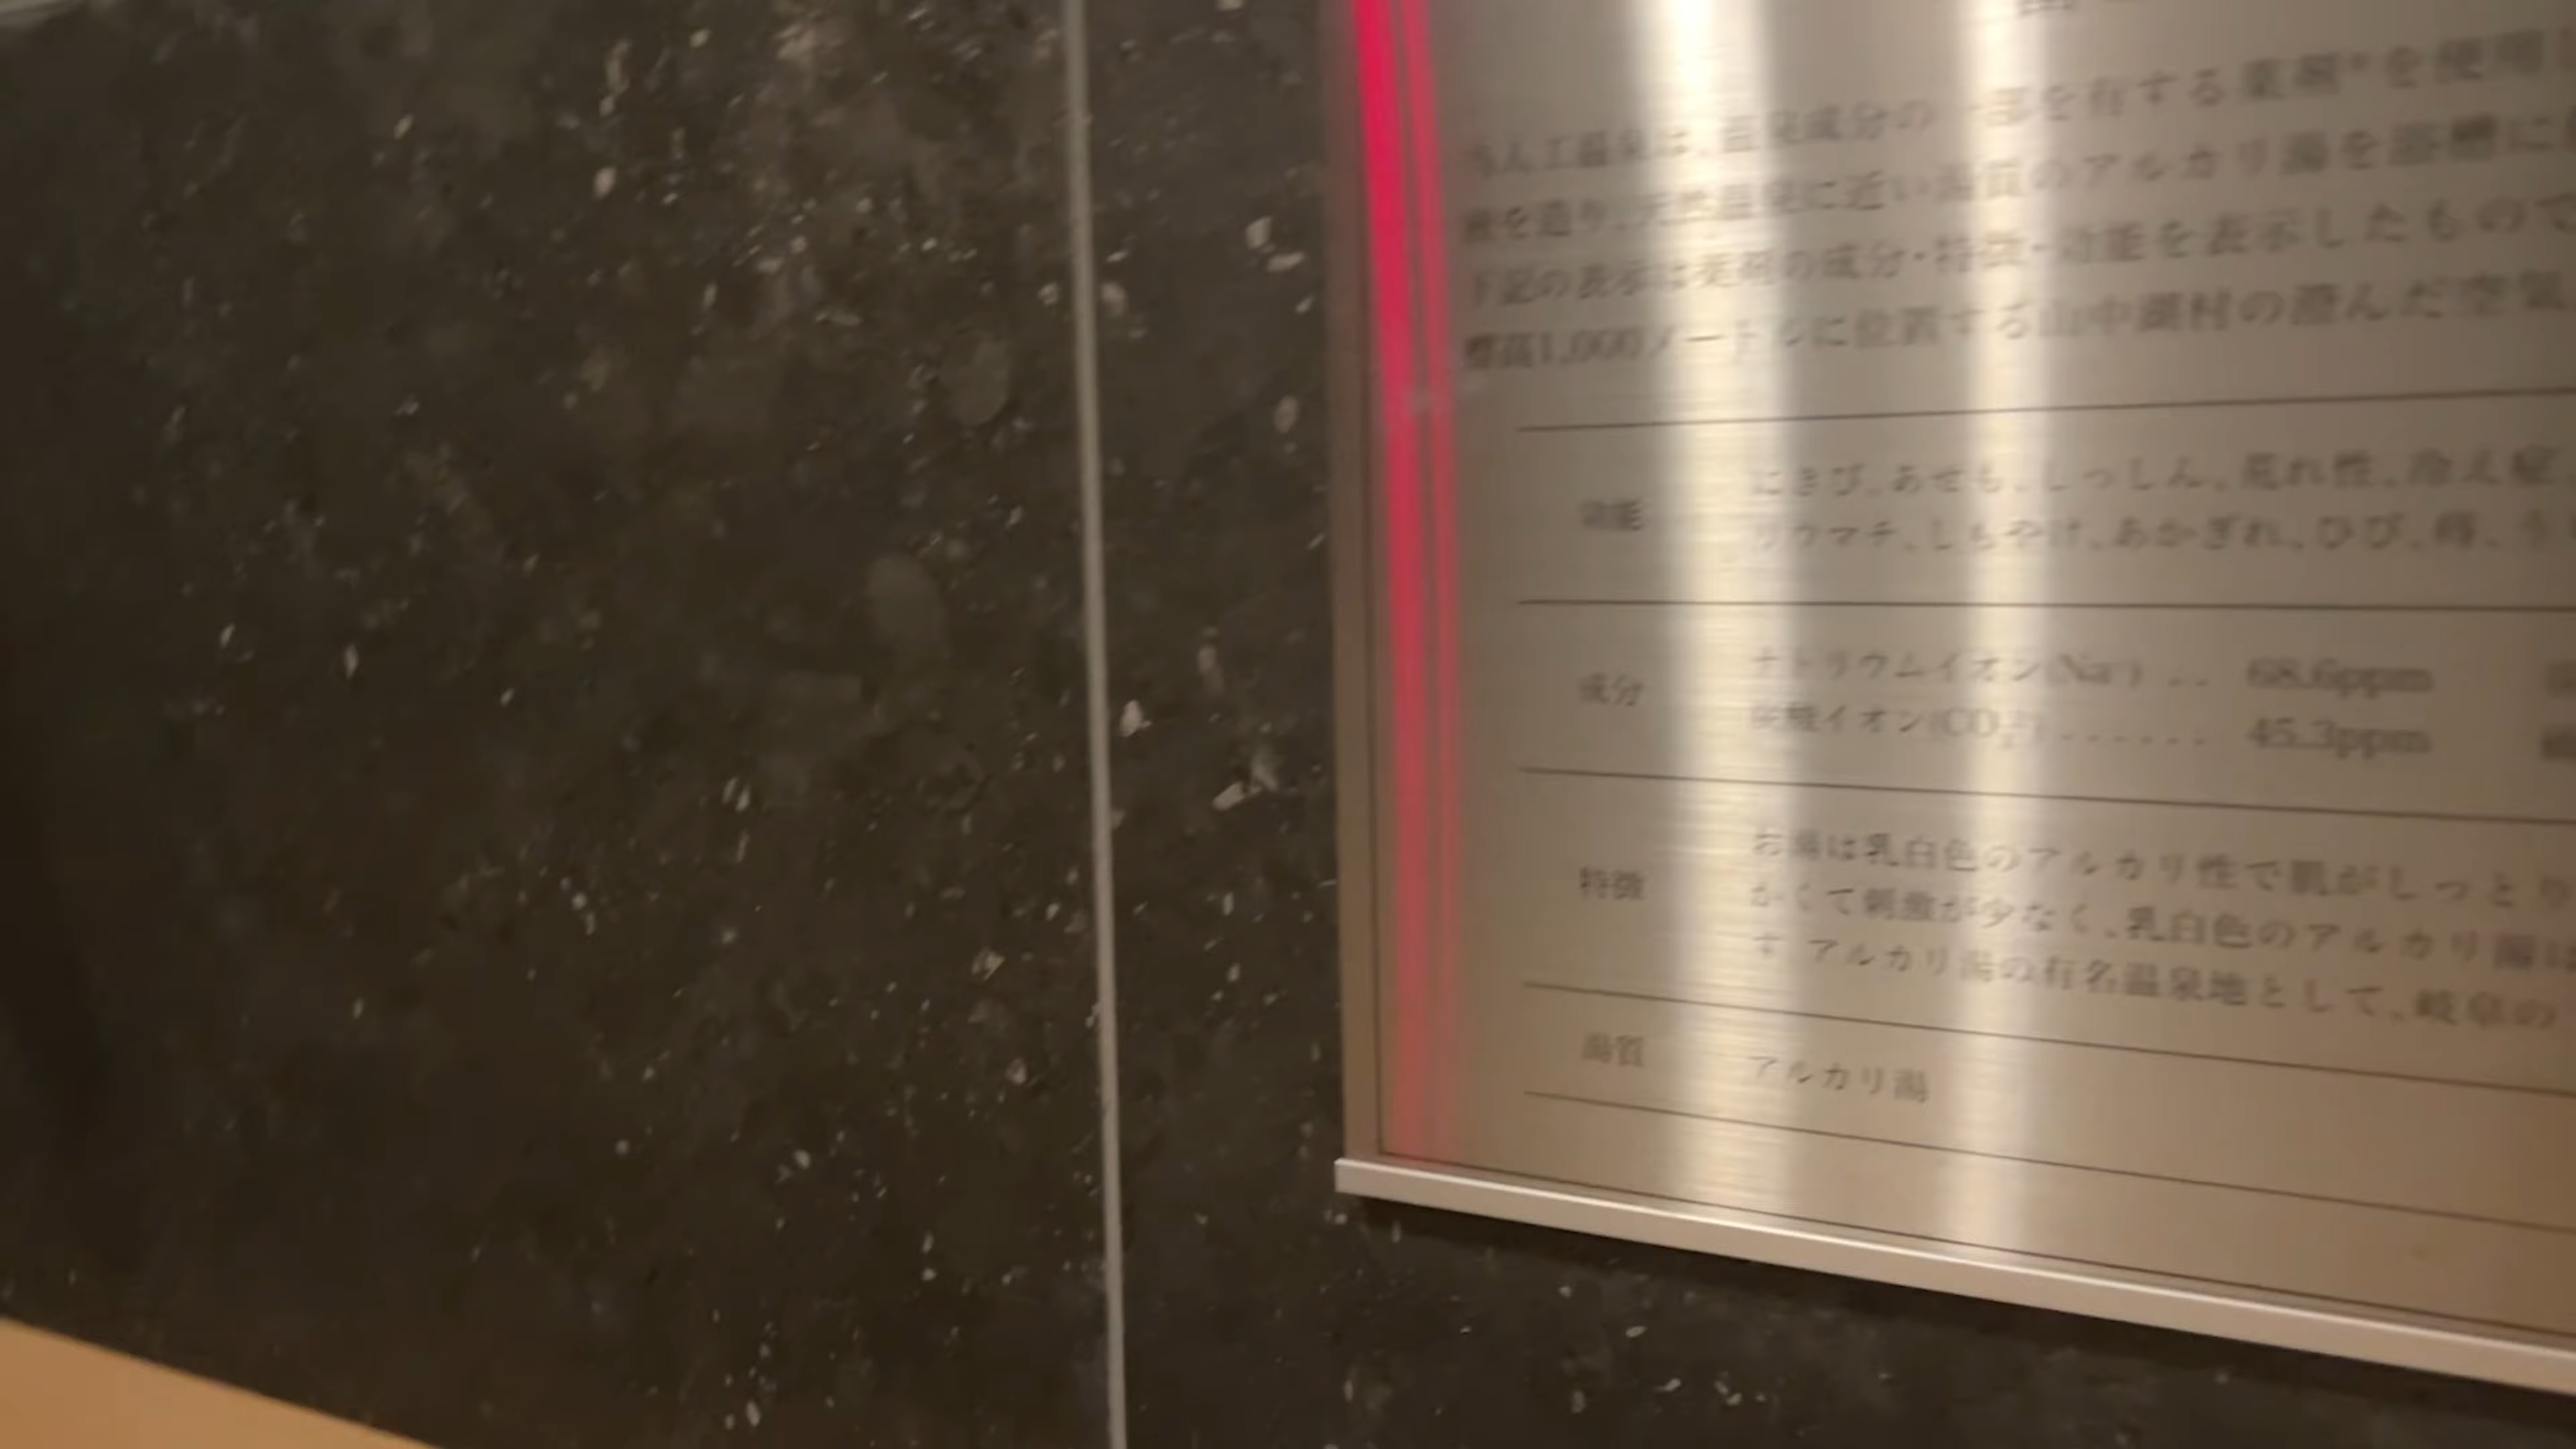 当人工温泉は、温泉成分の一部を有する薬剤*を使用
を造り、天然温泉に近い湯質のアルカリ湯を浴槽に
下記の表示は薬剤の成分・特徴・効能を表示したもので
標高1,000メートルに位置する山中湖村の澄んだ空気
効能
にきび、あせも、しっしん、荒れ性、冷え症
リウマチ、しもやけ、あかぎれ、ひび、痔、う
成分
ナトリウムイオン(Na⁺) .. 68.6ppm
炭酸イオン(CO₃²⁻)....... 45.3ppm
特徴
お湯は乳白色のアルカリ性で肌がしっとり
かくて刺激が少なく、乳白色のアルカリ湯は
す アルカリ湯の有名温泉地として、岐阜の
湯質
アルカリ湯